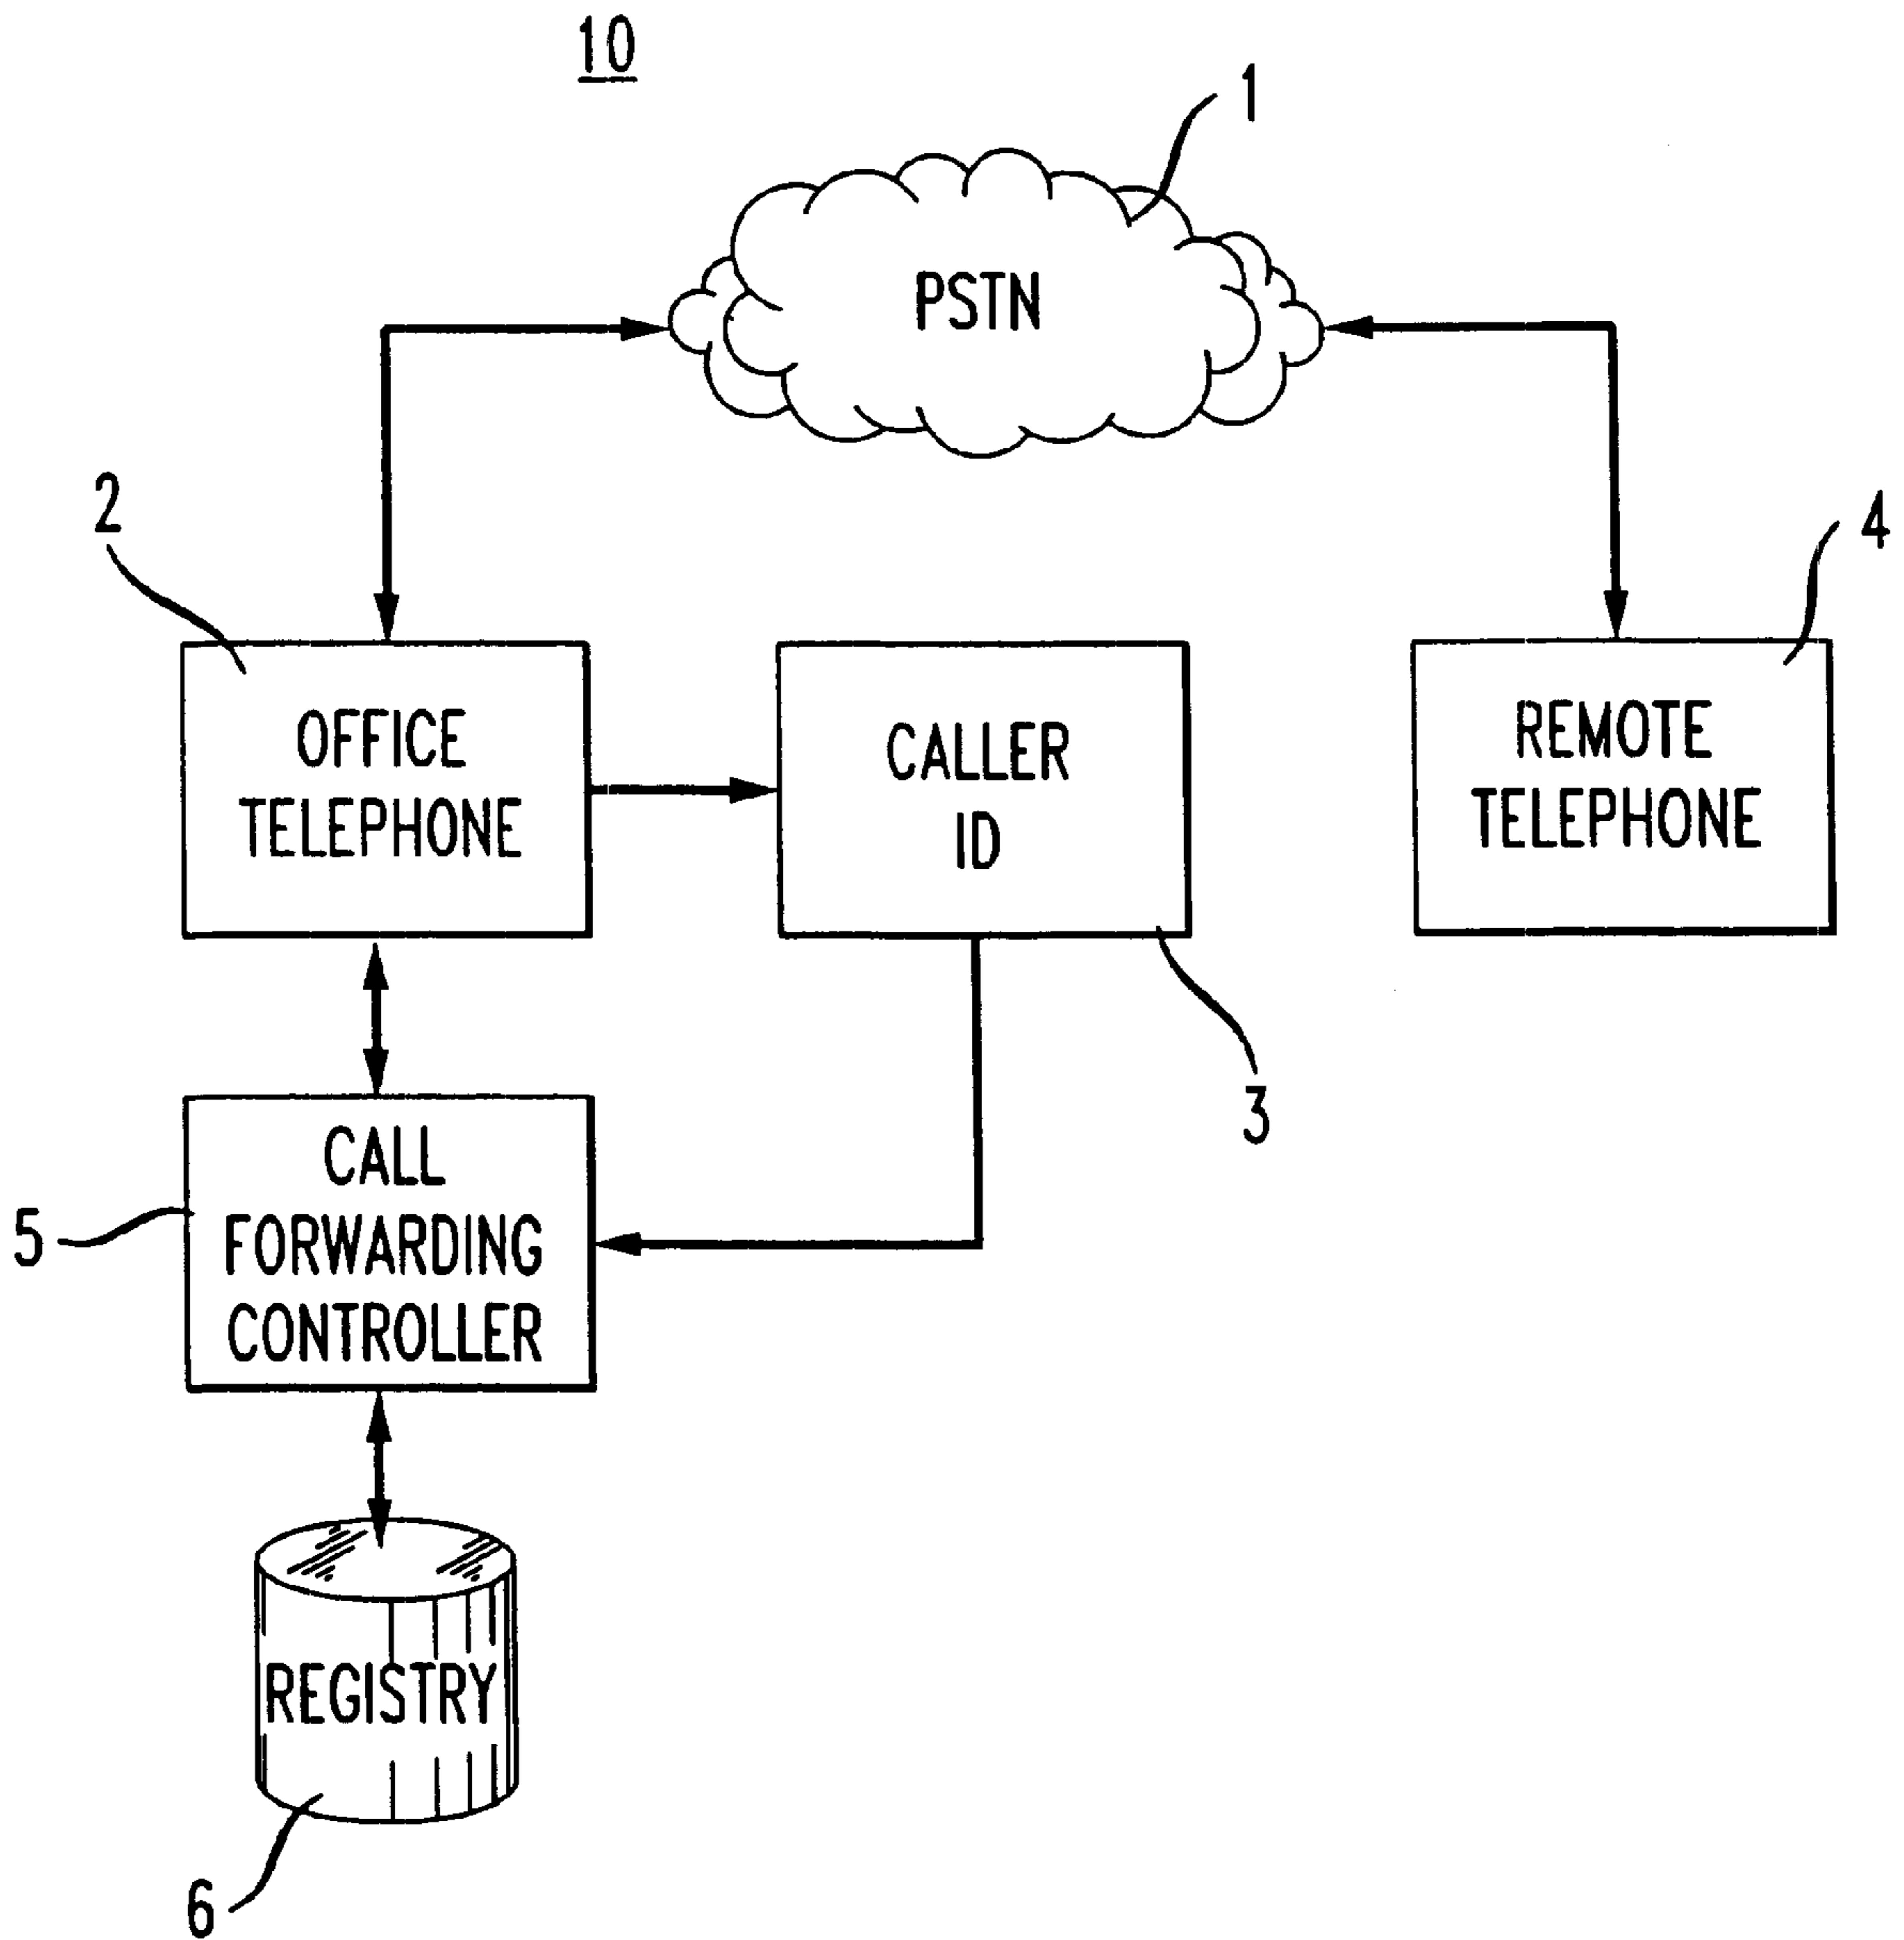 10
1
PSTN
2
4
OFFICE
TELEPHONE
CALLER
ID
REMOTE
TELEPHONE
3
5
CALL
FORWARDING
CONTROLLER
REGISTRY
6